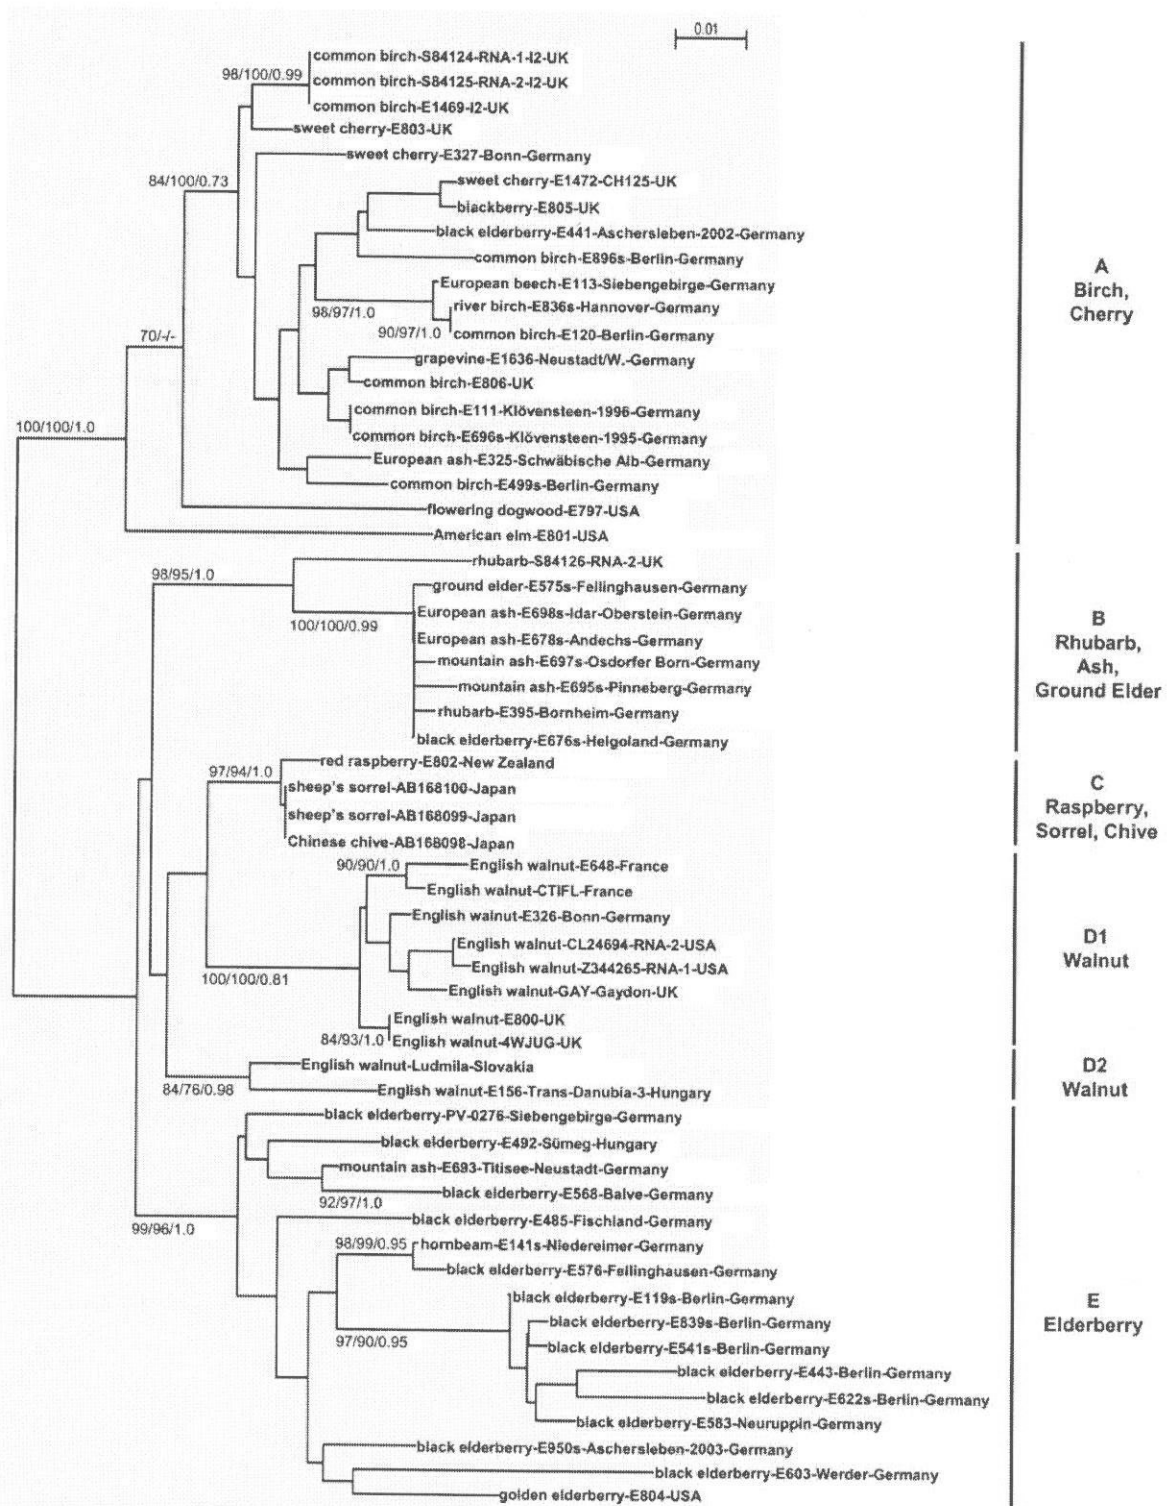 0.01
common birch-S84124-RNA-1-I2-UK
98/100/0.99
common birch-S84125-RNA-2-I2-UK
common birch-E1469-I2-UK
sweet cherry-E803-UK
sweet cherry-E327-Bonn-Germany
84/100/0.73
sweet cherry-E1472-CH125-UK
blackberry-E805-UK
black elderberry-E441-Aschersleben-2002-Germany
common birch-E896s-Berlin-Germany
A
Birch,
Cherry
European beech-E113-Siebengebirge-Germany
98/97/1.0
river birch-E836s-Hannover-Germany
90/97/1.0
common birch-E120-Berlin-Germany
70/-/-
grapevine-E1636-Neustadt/W.-Germany
common birch-E806-UK
common birch-E111-Klövensteen-1996-Germany
100/100/1.0
common birch-E696s-Klövensteen-1995-Germany
European ash-E325-Schwäbische Alb-Germany
common birch-E499s-Berlin-Germany
flowering dogwood-E797-USA
American elm-E801-USA
rhubarb-S84126-RNA-2-UK
98/95/1.0
ground elder-E575s-Fellinghausen-Germany
European ash-E698s-Idar-Oberstein-Germany
100/100/0.99
European ash-E678s-Andechs-Germany
mountain ash-E697s-Osdorfer Born-Germany
mountain ash-E695s-Pinneberg-Germany
rhubarb-E395-Bornheim-Germany
black elderberry-E676s-Helgoland-Germany
B
Rhubarb,
Ash,
Ground Elder
red raspberry-E802-New Zealand
97/94/1.0
sheep's sorrel-AB168100-Japan
sheep's sorrel-AB168099-Japan
Chinese chive-AB168098-Japan
C
Raspberry,
Sorrel, Chive
90/90/1.0
English walnut-E648-France
English walnut-CTIFL-France
English walnut-E326-Bonn-Germany
English walnut-CL24694-RNA-2-USA
English walnut-Z344265-RNA-1-USA
100/100/0.81
English walnut-GAY-Gaydon-UK
English walnut-E800-UK
84/93/1.0
English walnut-4WJUG-UK
D1
Walnut
English walnut-Ludmila-Slovakia
84/76/0.98
English walnut-E156-Trans-Danubia-3-Hungary
D2
Walnut
black elderberry-PV-0276-Siebengebirge-Germany
black elderberry-E492-Sümeg-Hungary
mountain ash-E693-Titisee-Neustadt-Germany
black elderberry-E568-Balve-Germany
92/97/1.0
99/96/1.0
black elderberry-E485-Fischland-Germany
98/99/0.95
hornbeam-E141s-Niedereimer-Germany
black elderberry-E576-Fellinghausen-Germany
black elderberry-E119s-Berlin-Germany
black elderberry-E839s-Berlin-Germany
97/90/0.95
black elderberry-E541s-Berlin-Germany
black elderberry-E443-Berlin-Germany
black elderberry-E622s-Berlin-Germany
black elderberry-E583-Neuruppin-Germany
black elderberry-E950s-Aschersleben-2003-Germany
black elderberry-E603-Werder-Germany
golden elderberry-E804-USA
E
Elderberry